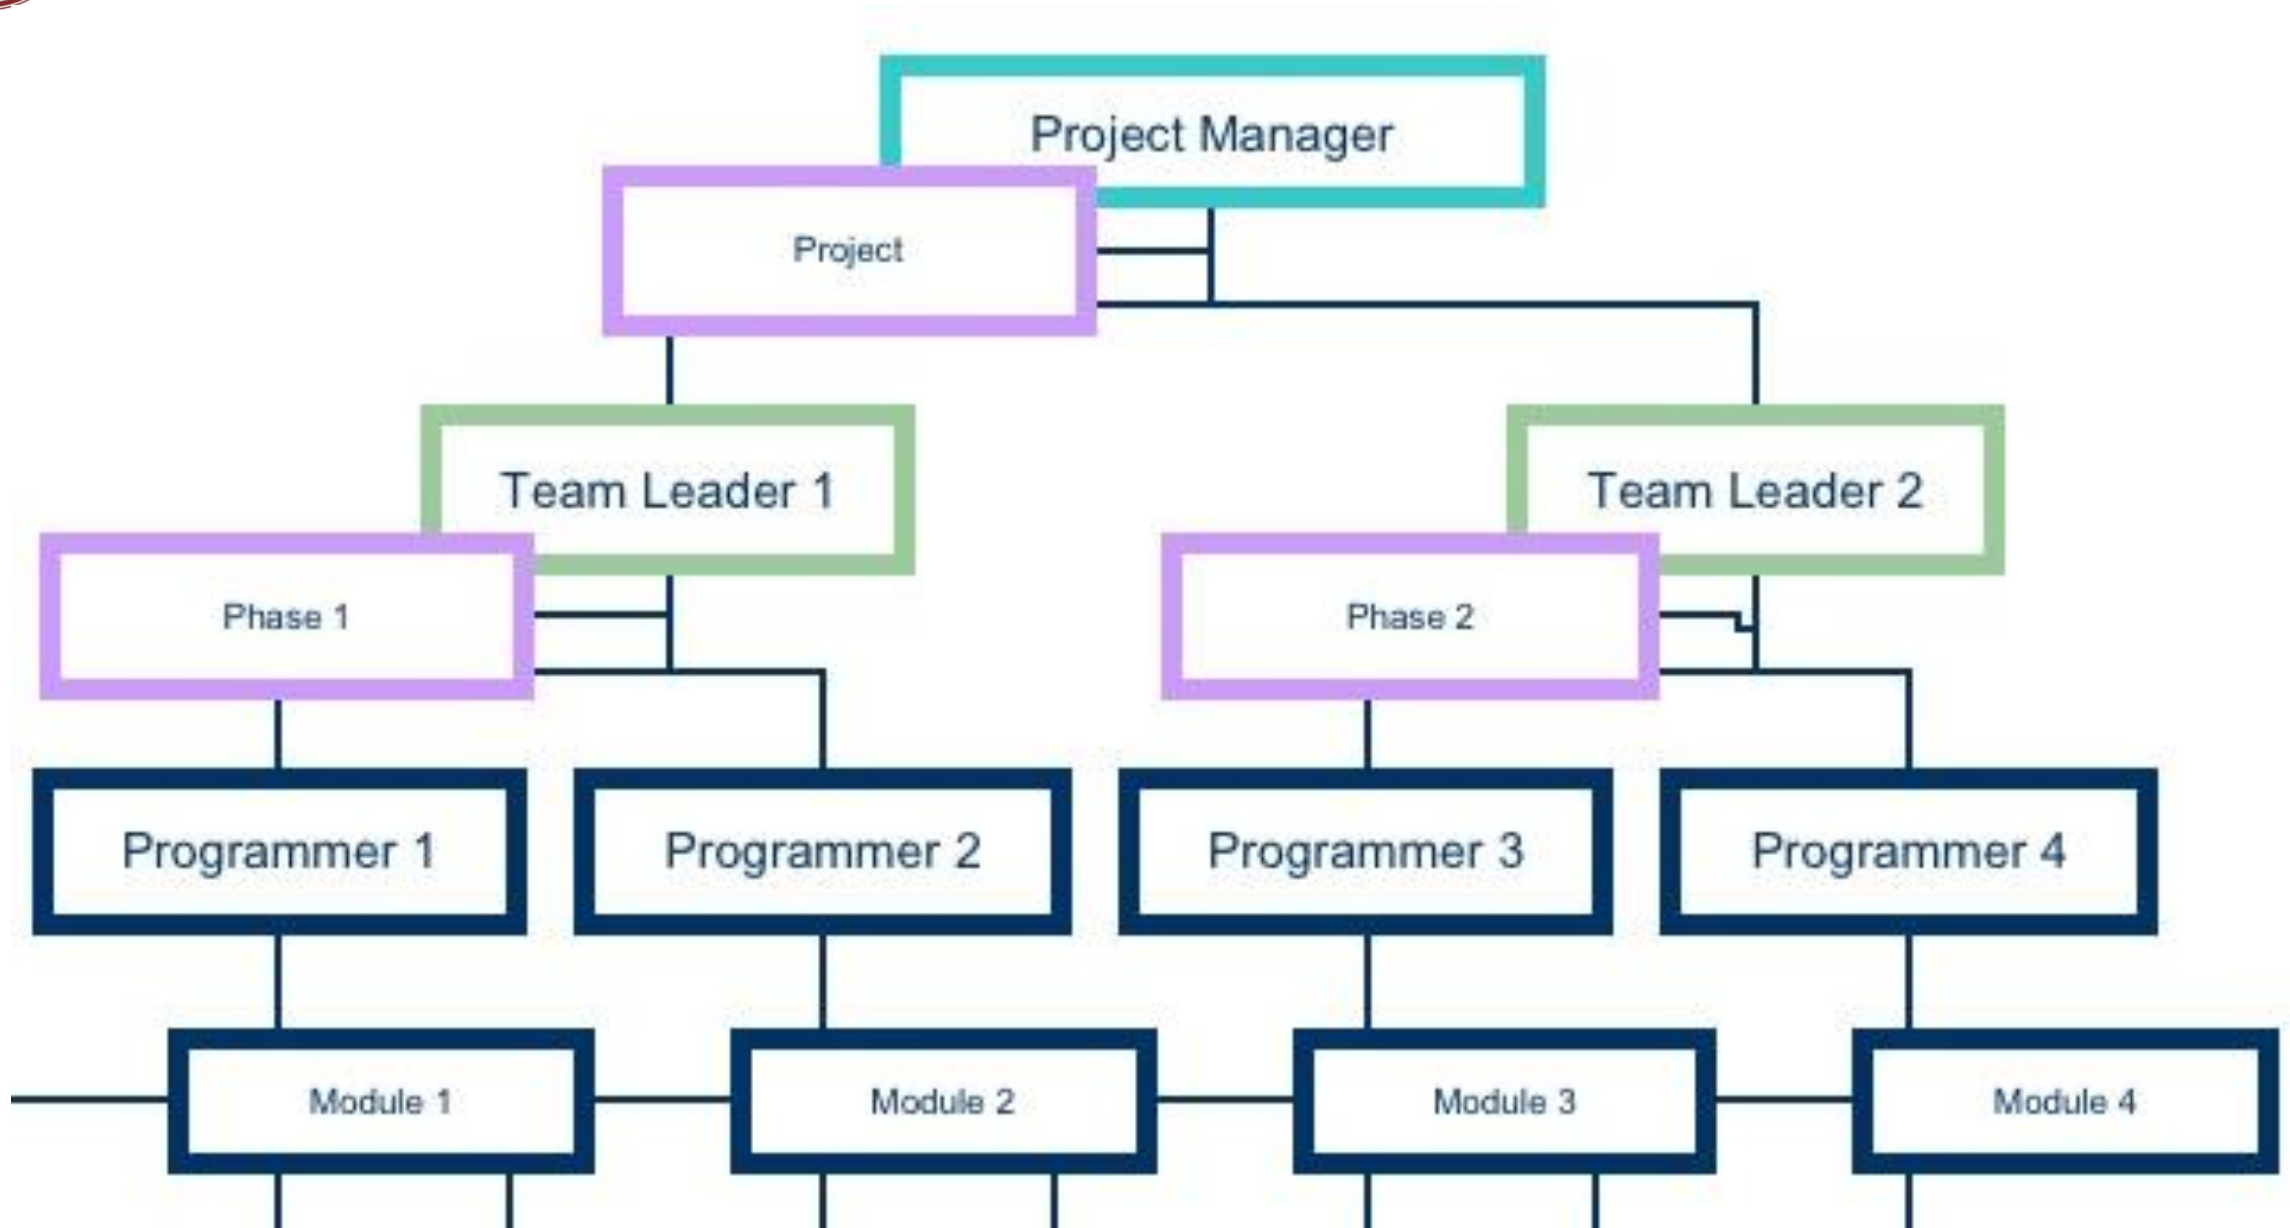 Project Manager
Project
Team Leader 1
Team Leader 2
Phase 1
Phase 2
Programmer 1
Programmer 2
Programmer 3
Programmer 4
Module 1
Module 2
Module 3
Module 4